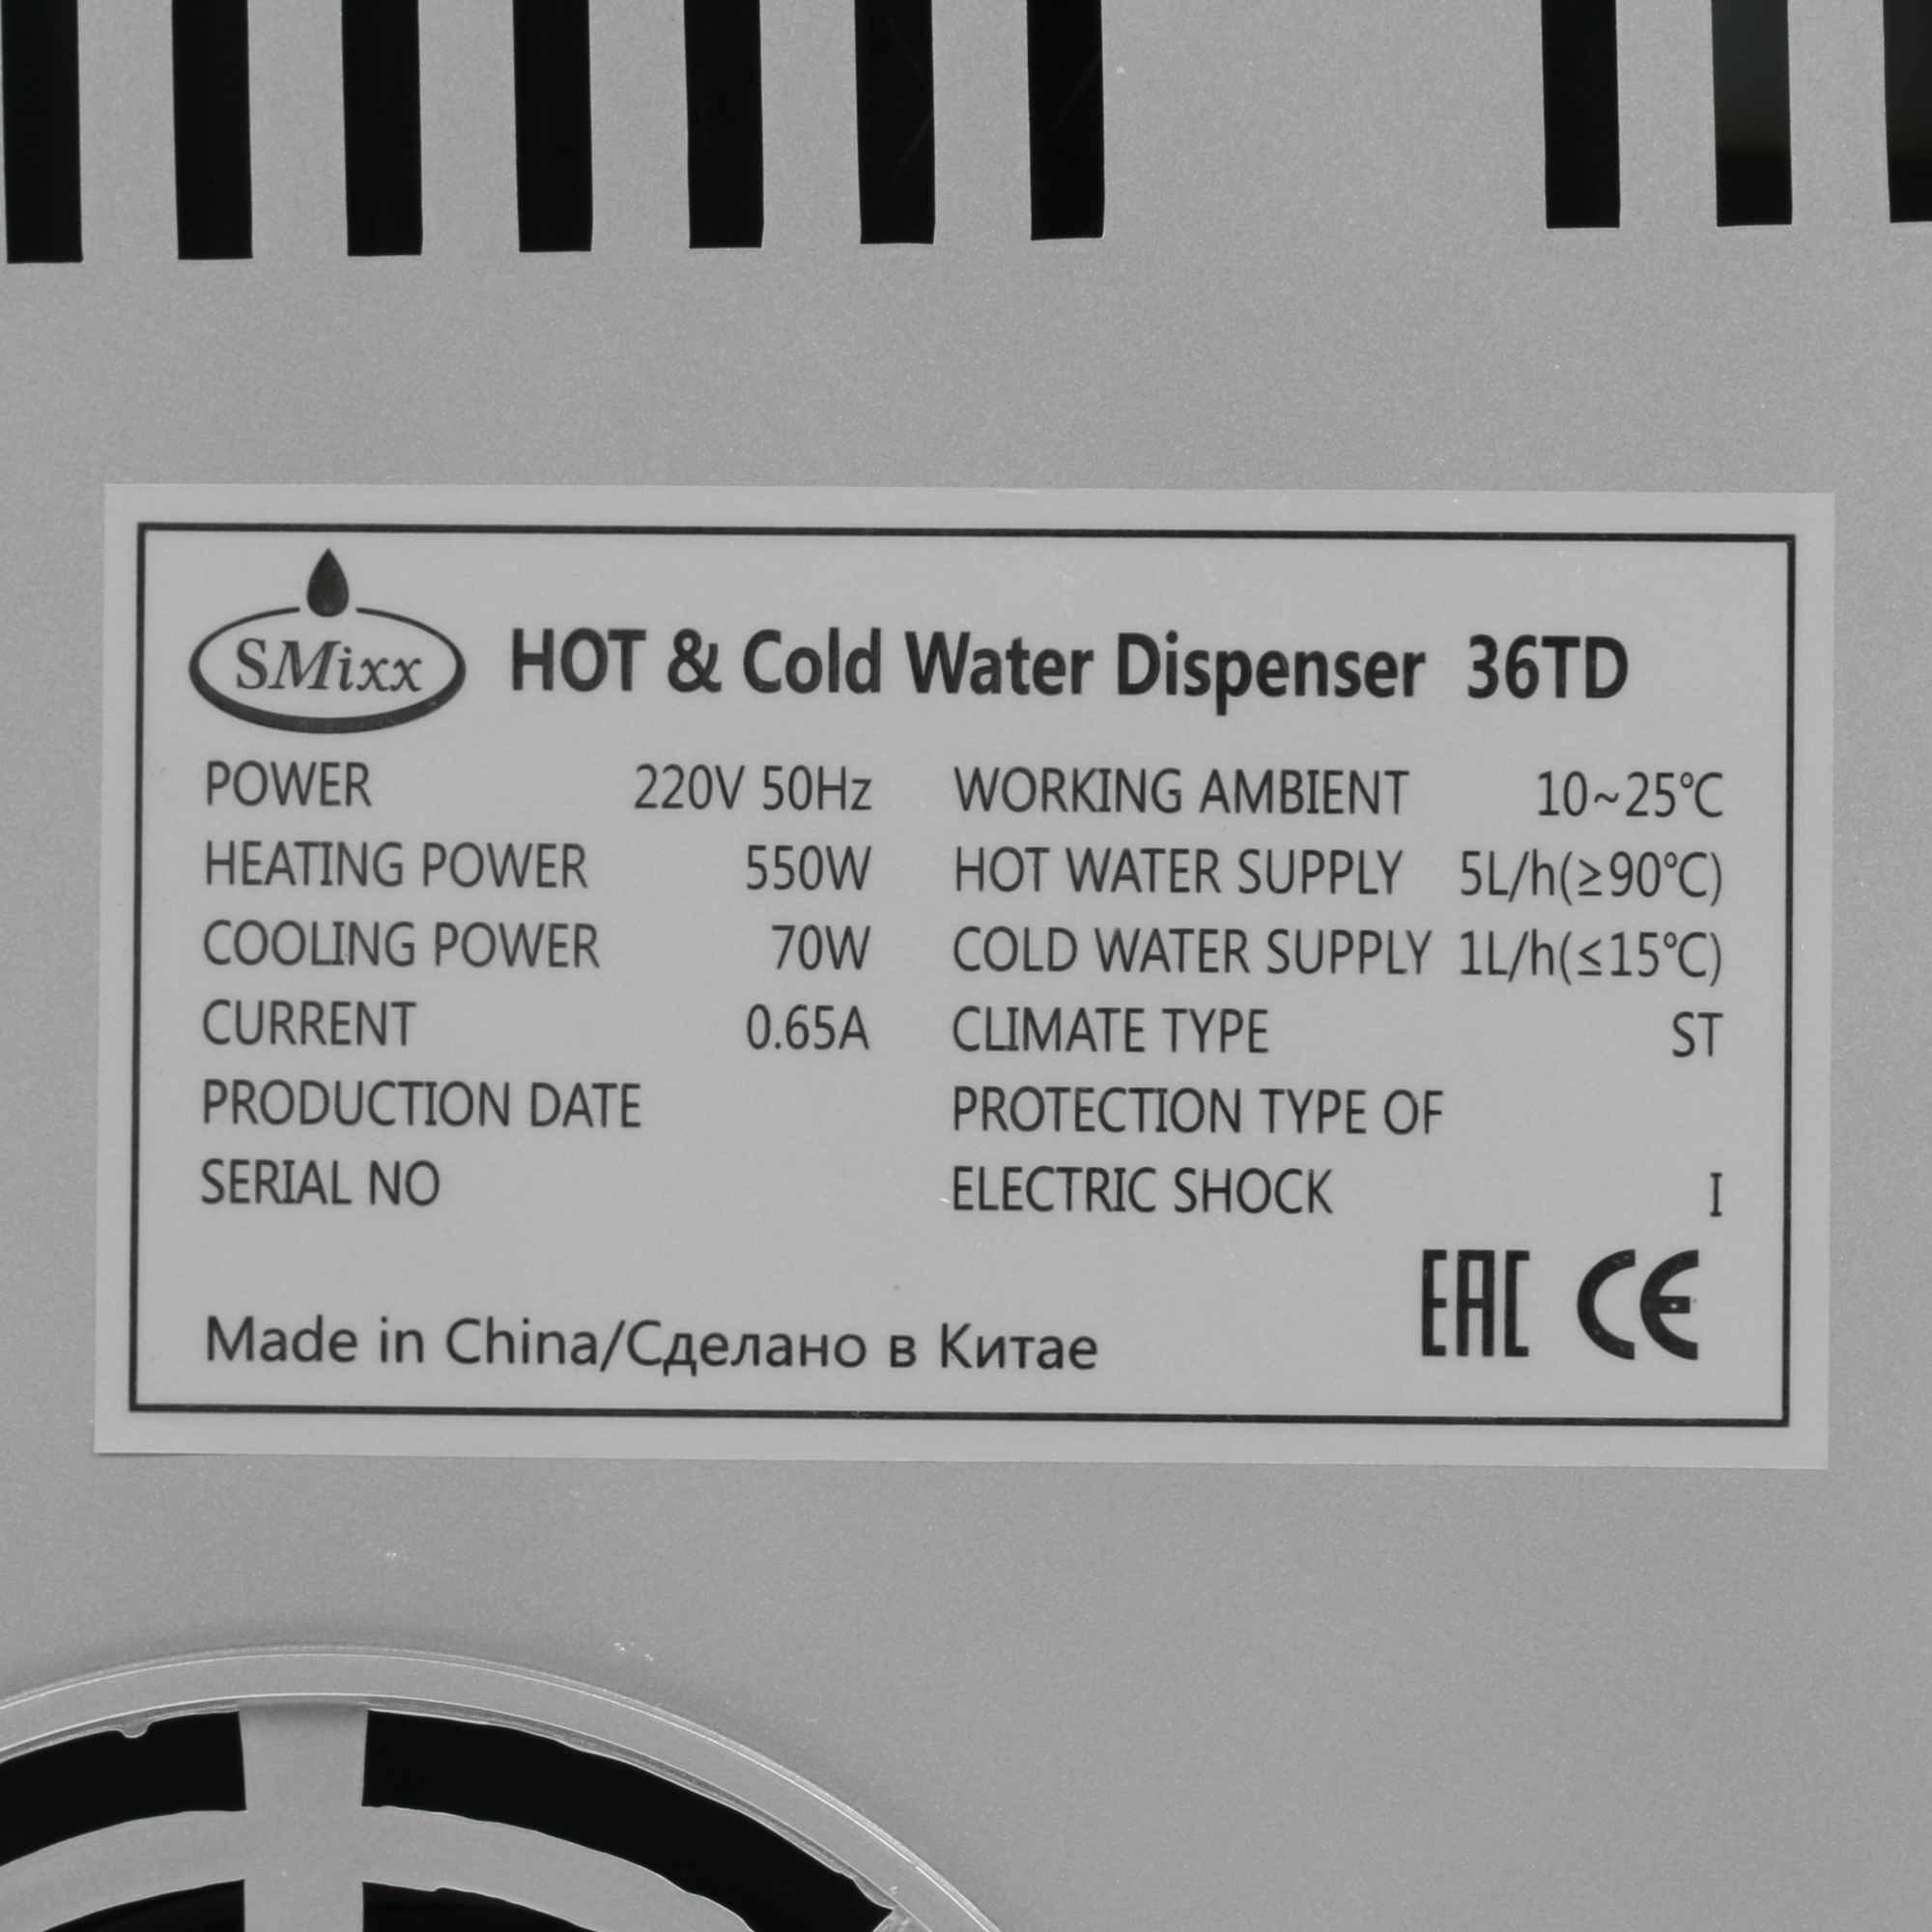 SMixx HOT & Cold Water Dispenser 36TD
POWER 220V 50Hz WORKING AMBIENT 10~25℃
HEATING POWER 550W HOT WATER SUPPLY 5L/h(≥90℃)
COOLING POWER 70W COLD WATER SUPPLY 1L/h(≤15℃)
CURRENT 0.65A CLIMATE TYPE ST
PRODUCTION DATE PROTECTION TYPE OF
SERIAL NO ELECTRIC SHOCK I
EAC CE
Made in China/Сделано в Китае